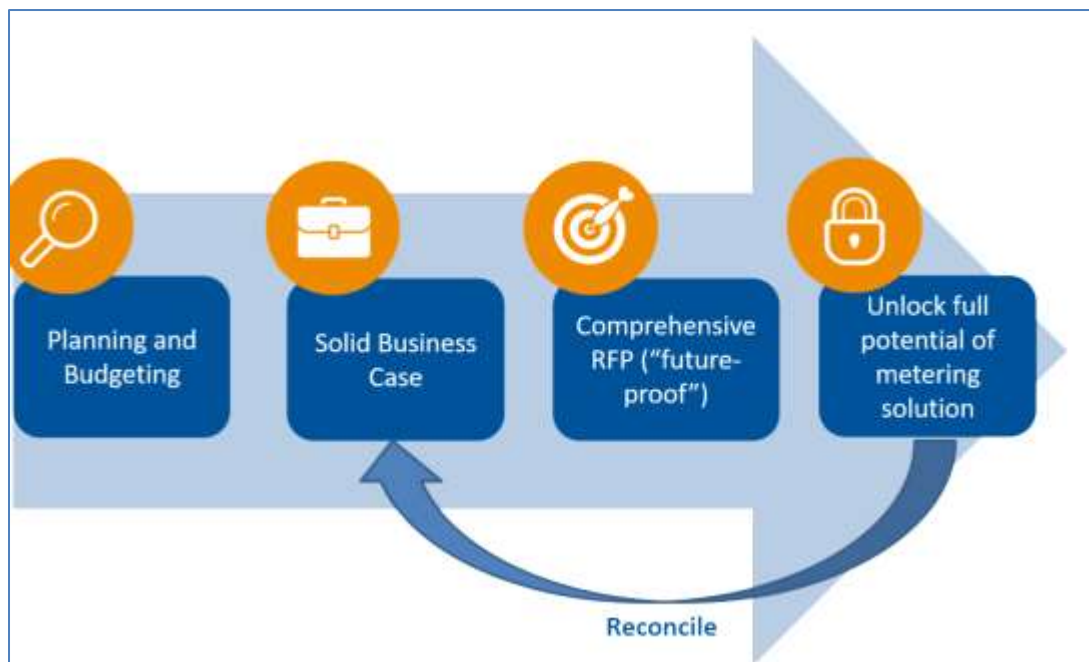 Planning and
Budgeting
Solid Business
Case
Comprehensive
RFP (“future-
proof”)
Unlock full
potential of
metering
solution
Reconcile